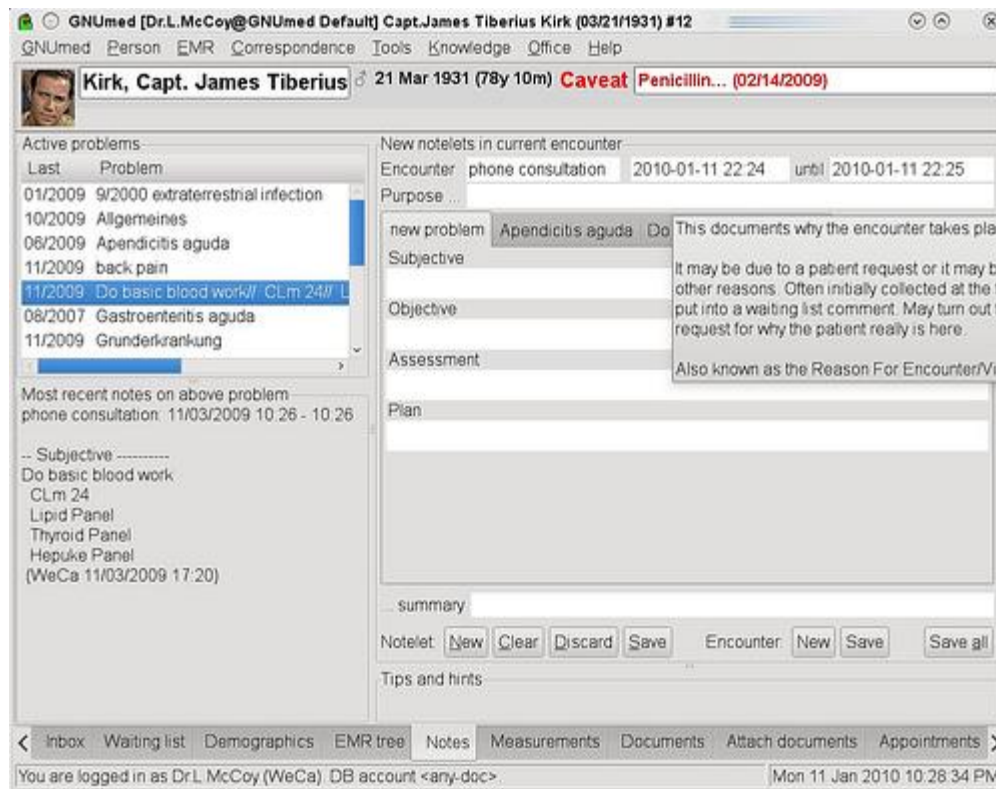 GNUmed [Dr.L.McCoy@GNUmed Default] Capt.James Tiberius Kirk (03/21/1931) #12
GNUmed Person EMR Correspondence Tools Knowledge Office Help
Kirk, Capt. James Tiberius ♂ 21 Mar 1931 (78y 10m) Caveat Penicillin... (02/14/2009)
Active problems
Last Problem
01/2009 9/2000 extraterrestrial infection
10/2009 Allgemeines
06/2009 Apendicitis aguda
11/2009 back pain
11/2009 Do basic blood work// CLm 24// L
08/2007 Gastroenteritis aguda
11/2009 Grunderkrankung
Most recent notes on above problem
phone consultation: 11/03/2009 10:26 - 10:26
-- Subjective ----------
Do basic blood work
CLm 24
Lipid Panel
Thyroid Panel
Hepuke Panel
(WeCa 11/03/2009 17:20)
New notelets in current encounter
Encounter phone consultation 2010-01-11 22:24 until 2010-01-11 22:25
Purpose ...
new problem Apendicitis aguda Do
Subjective
Objective
Assessment
Plan
This documents why the encounter takes pla
It may be due to a patient request or it may b
other reasons. Often initially collected at the
put into a waiting list comment. May turn out
request for why the patient really is here.
Also known as the Reason For Encounter/Vi
... summary
Notelet: New Clear Discard Save Encounter: New Save Save all
Tips and hints
Inbox Waiting list Demographics EMR tree Notes Measurements Documents Attach documents Appointments
You are logged in as Dr.L.McCoy (WeCa). DB account <any-doc> Mon 11 Jan 2010 10:28:34 PM